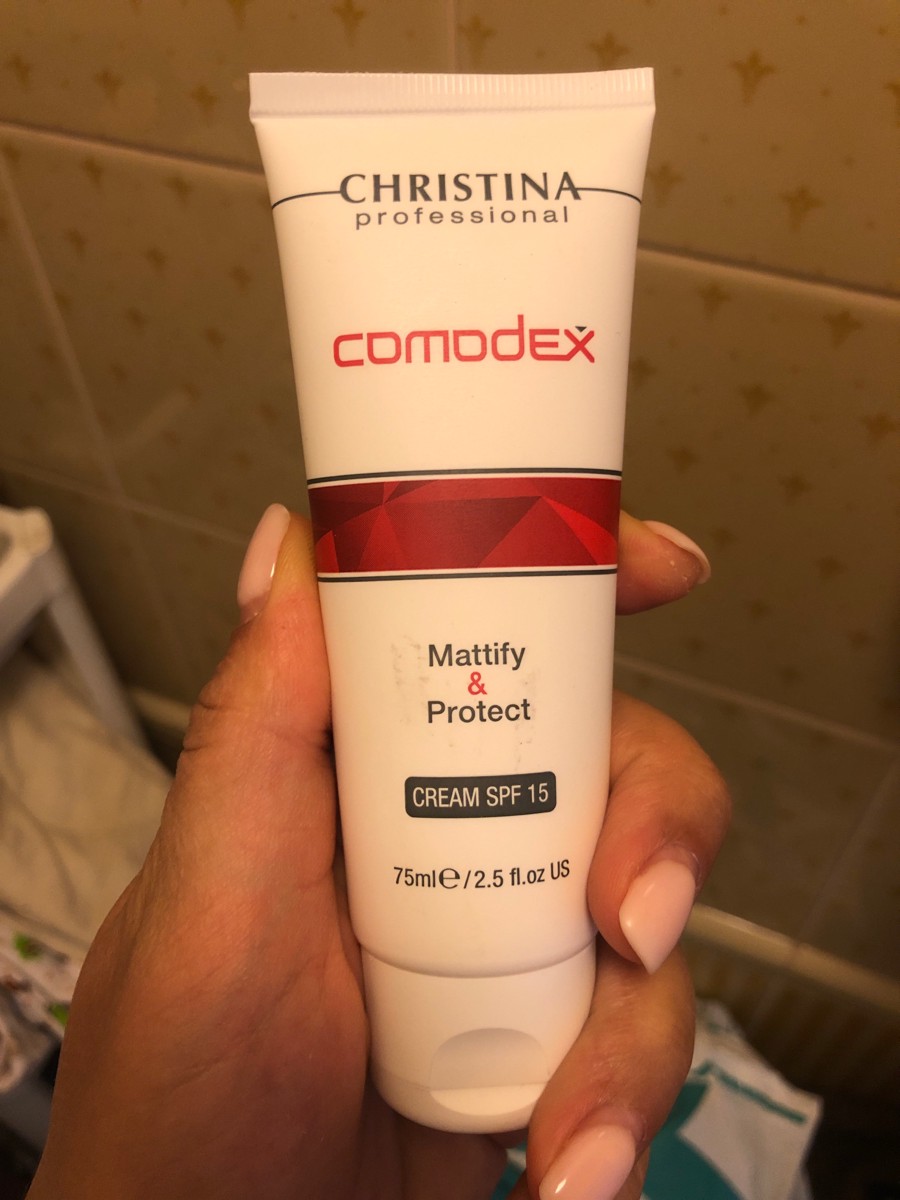 CHRISTINA
professional
comodex
Mattify
&
Protect
CREAM SPF 15
75ml℮/2.5 fl.oz US